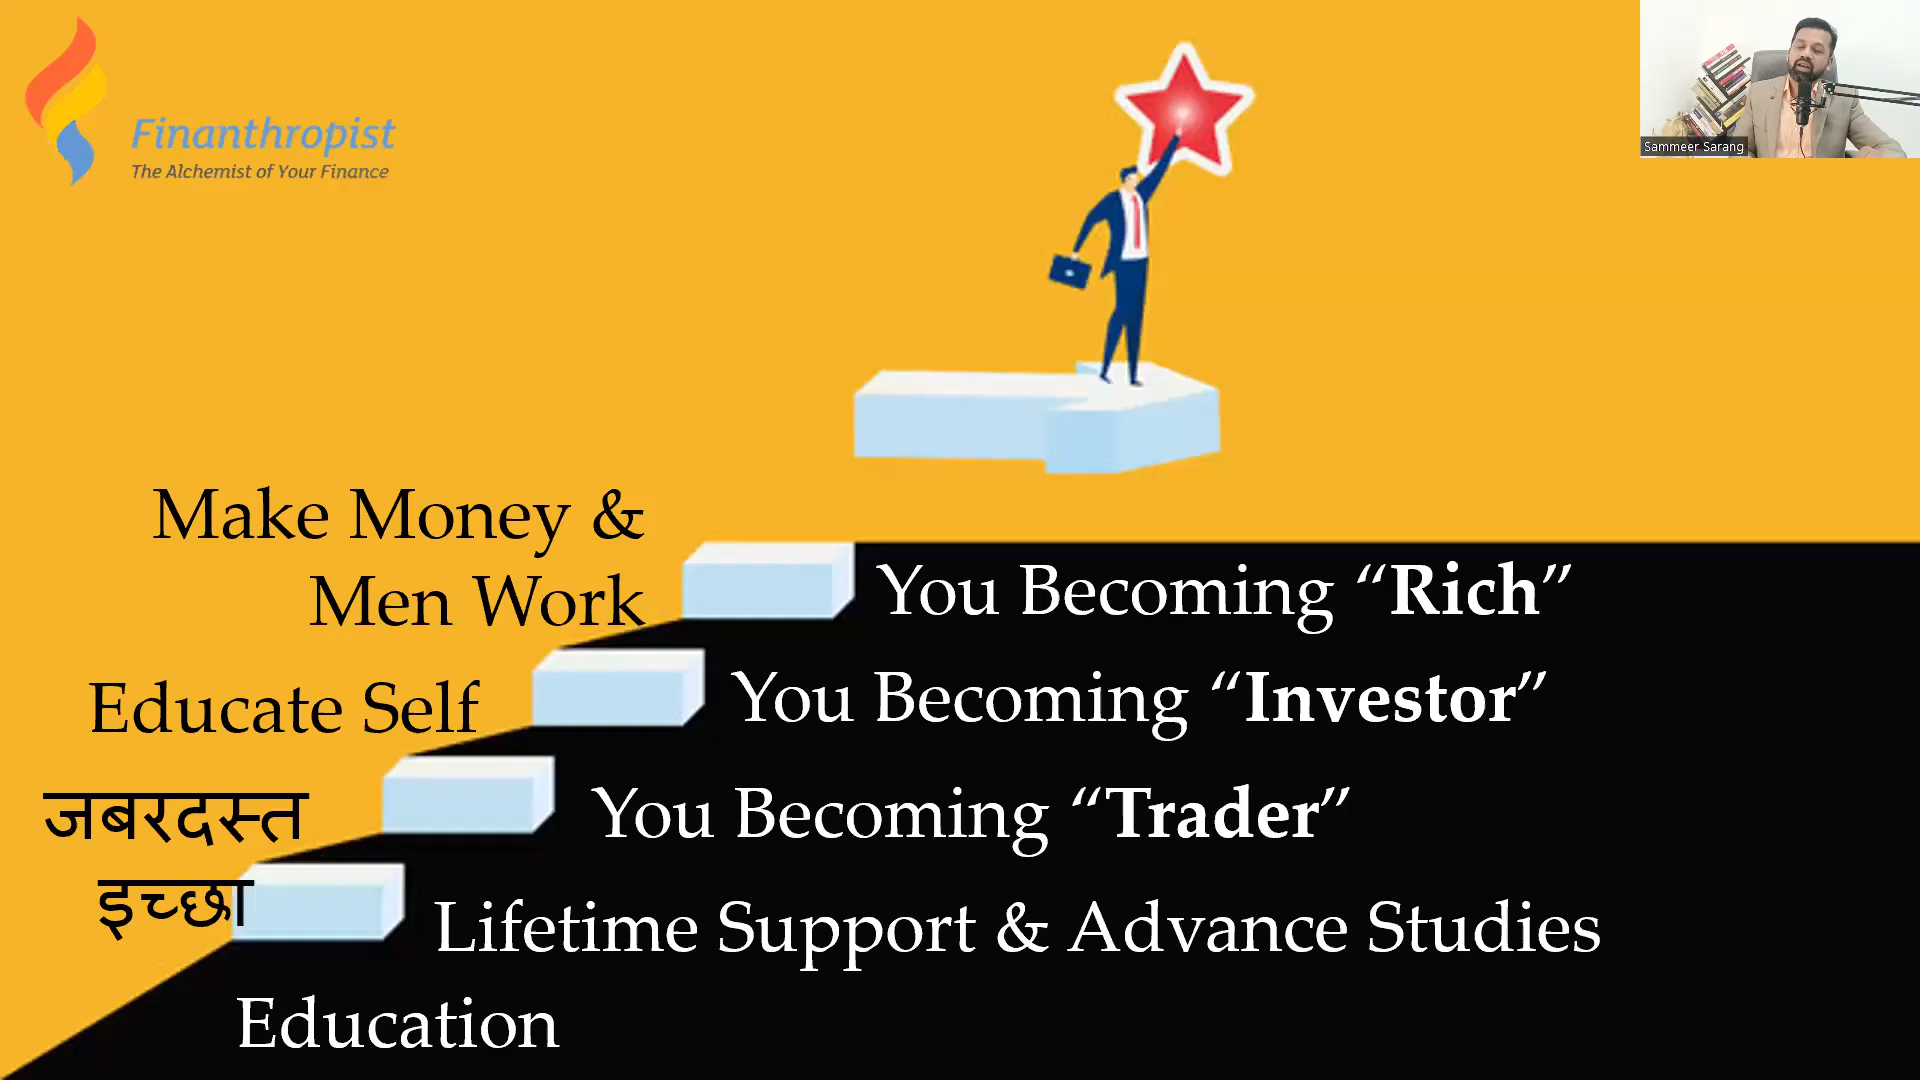 Finanthropist
The Alchemist of Your Finance
Sammeer Sarang
Make Money &
Men Work
You Becoming “Rich”
Educate Self
You Becoming “Investor”
जबरदस्त
इच्छा
You Becoming “Trader”
Lifetime Support & Advance Studies
Education